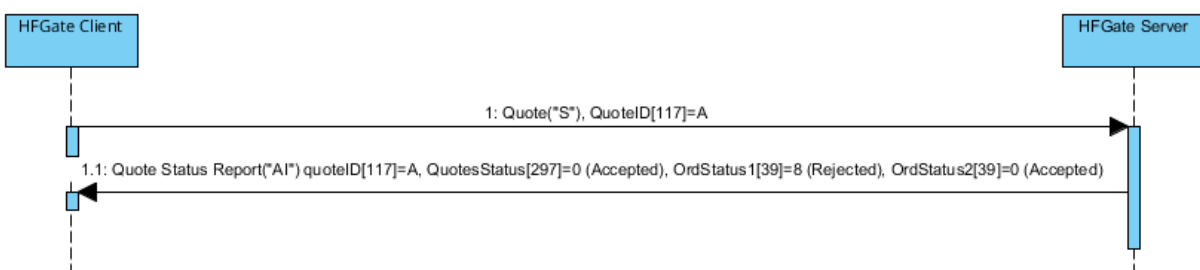 HFGate Client
HFGate Server
1: Quote("S"), QuoteID[117]=A
1.1: Quote Status Report("AI") quoteID[117]=A, QuotesStatus[297]=0 (Accepted), OrdStatus1[39]=8 (Rejected), OrdStatus2[39]=0 (Accepted)